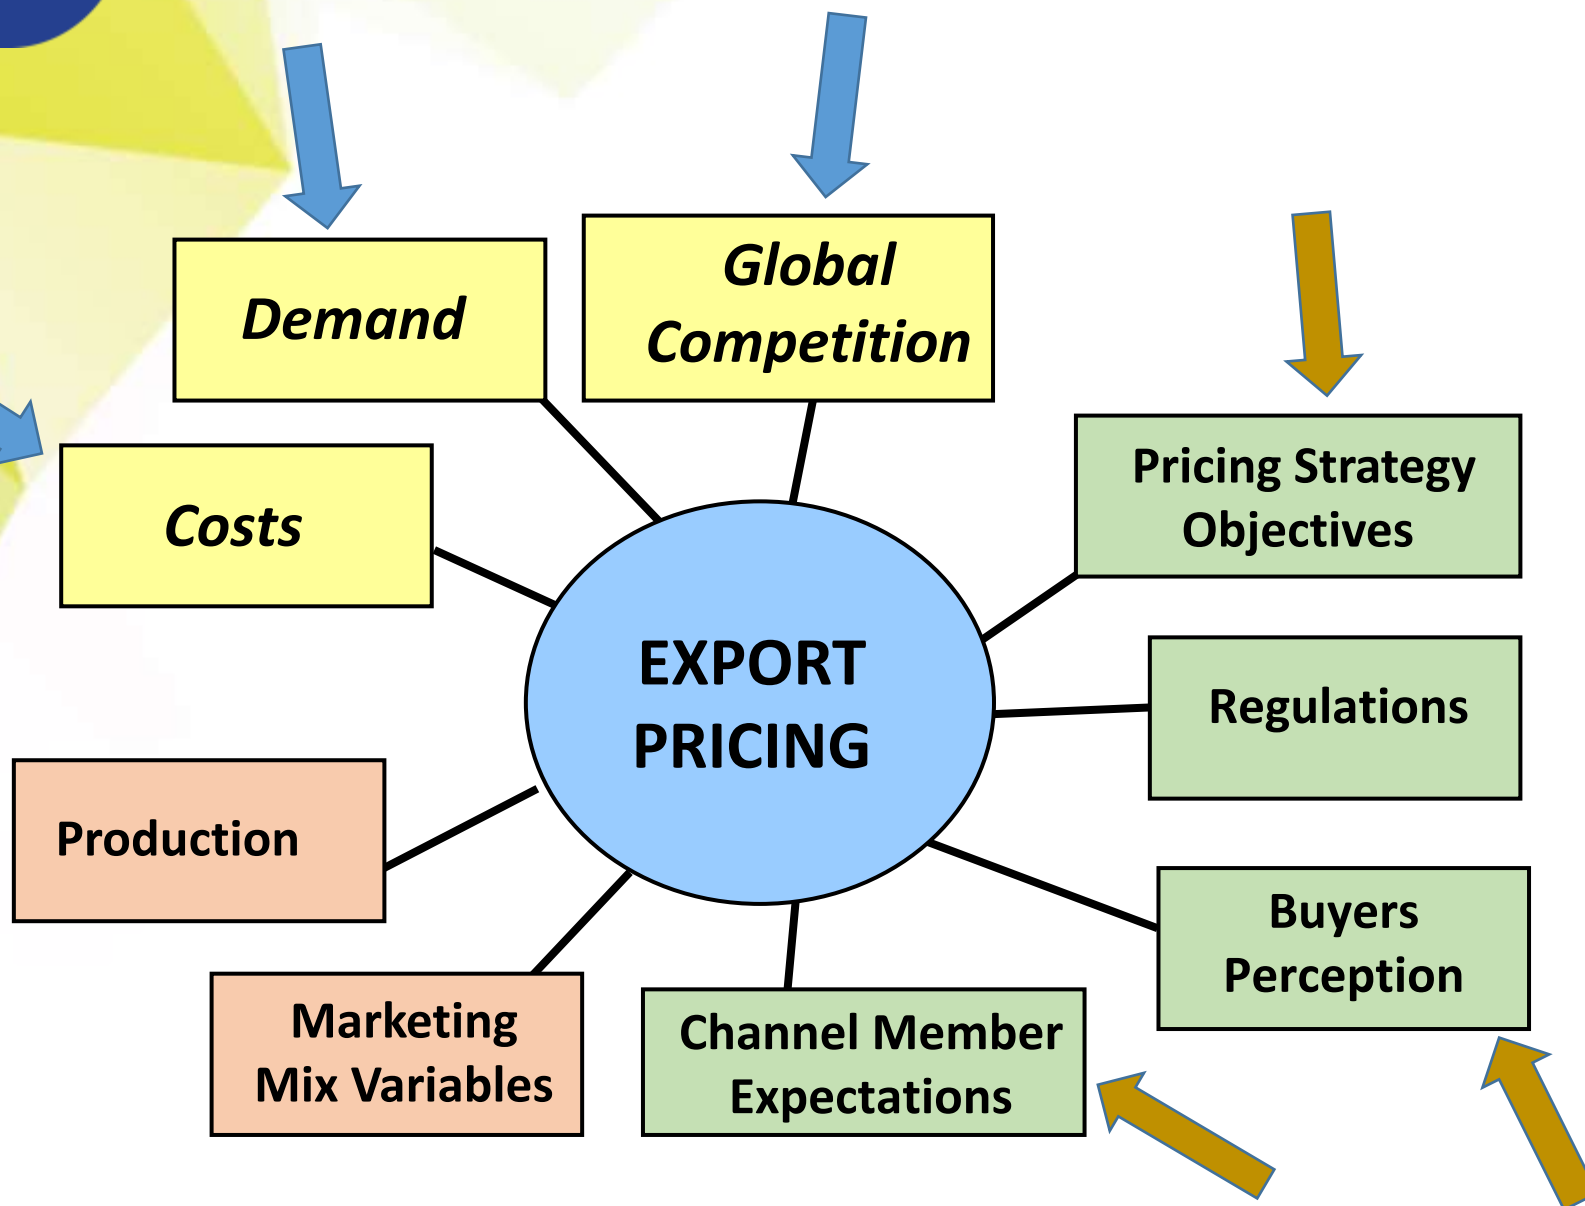 Demand
Global
Competition
Costs
Pricing Strategy
Objectives
EXPORT
PRICING
Regulations
Production
Buyers
Perception
Marketing
Mix Variables
Channel Member
Expectations